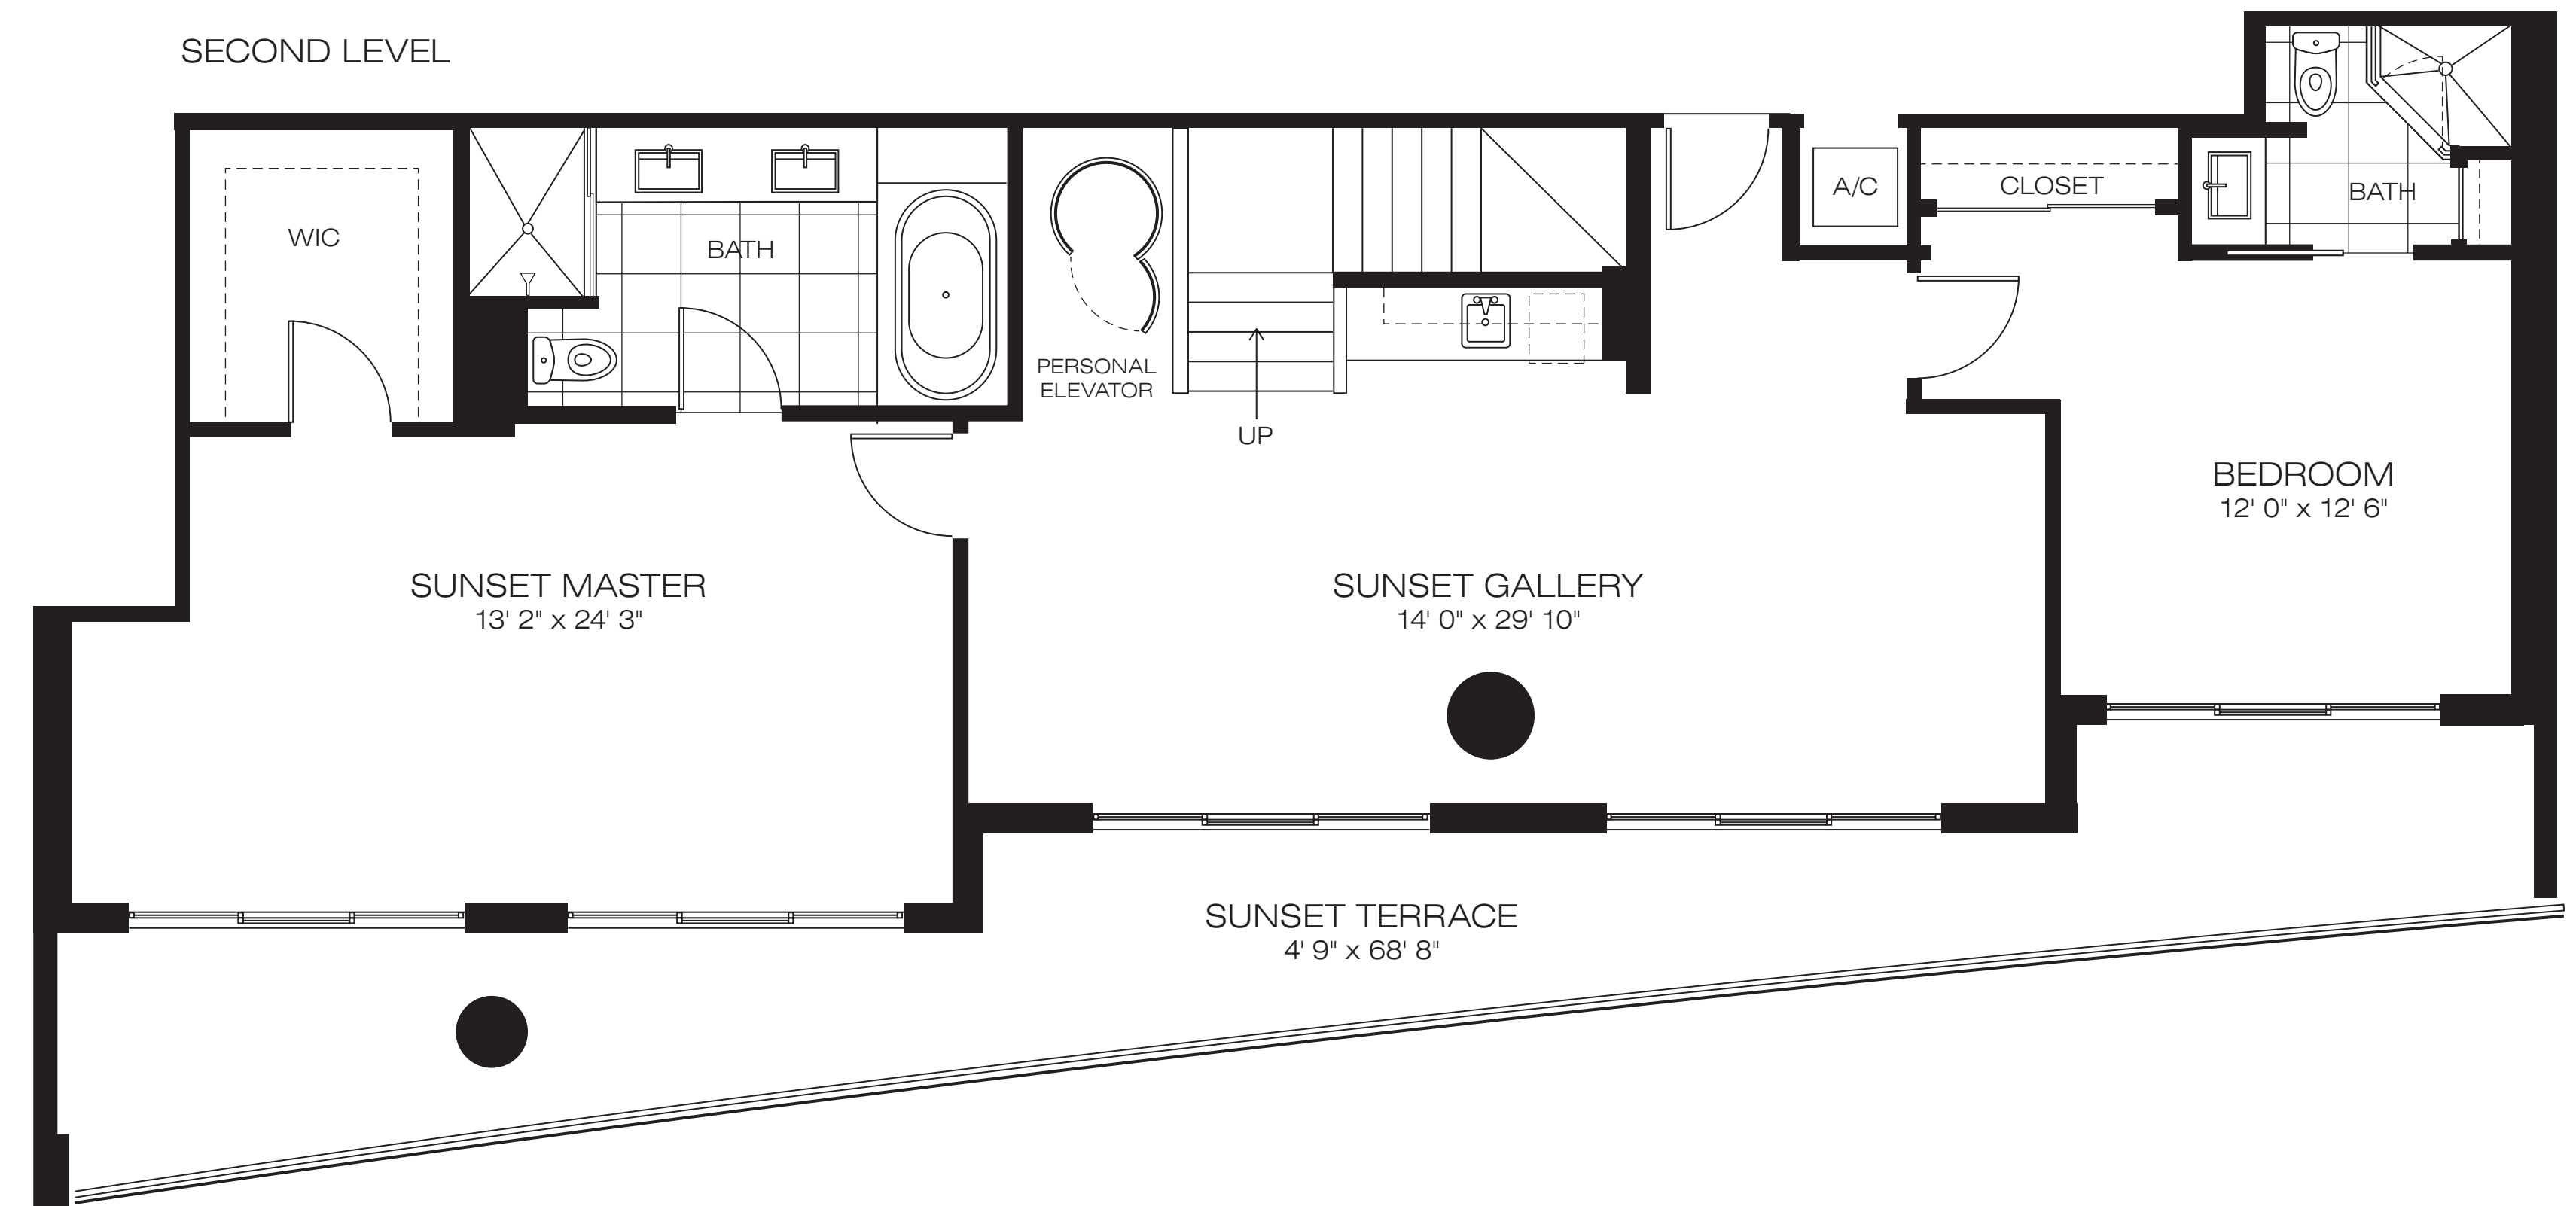 SECOND LEVEL
WIC
BATH
PERSONAL
ELEVATOR
UP
A/C
CLOSET
BATH
BEDROOM
12' 0" x 12' 6"
SUNSET MASTER
13' 2" x 24' 3"
SUNSET GALLERY
14' 0" x 29' 10"
SUNSET TERRACE
4' 9" x 68' 8"